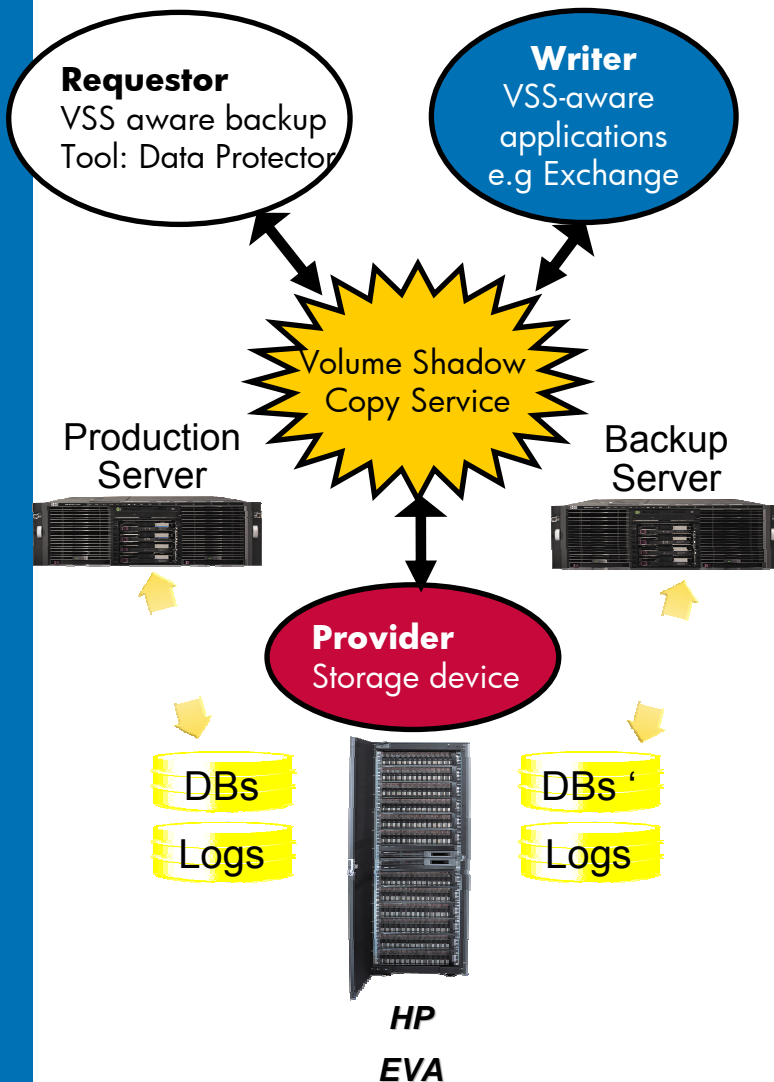 Requestor
VSS aware backup
Tool: Data Protector
Writer
VSS-aware
applications
e.g Exchange
Volume Shadow
Copy Service
Production
Server
Backup
Server
Provider
Storage device
DBs
Logs
DBs ‘
Logs
HP
EVA